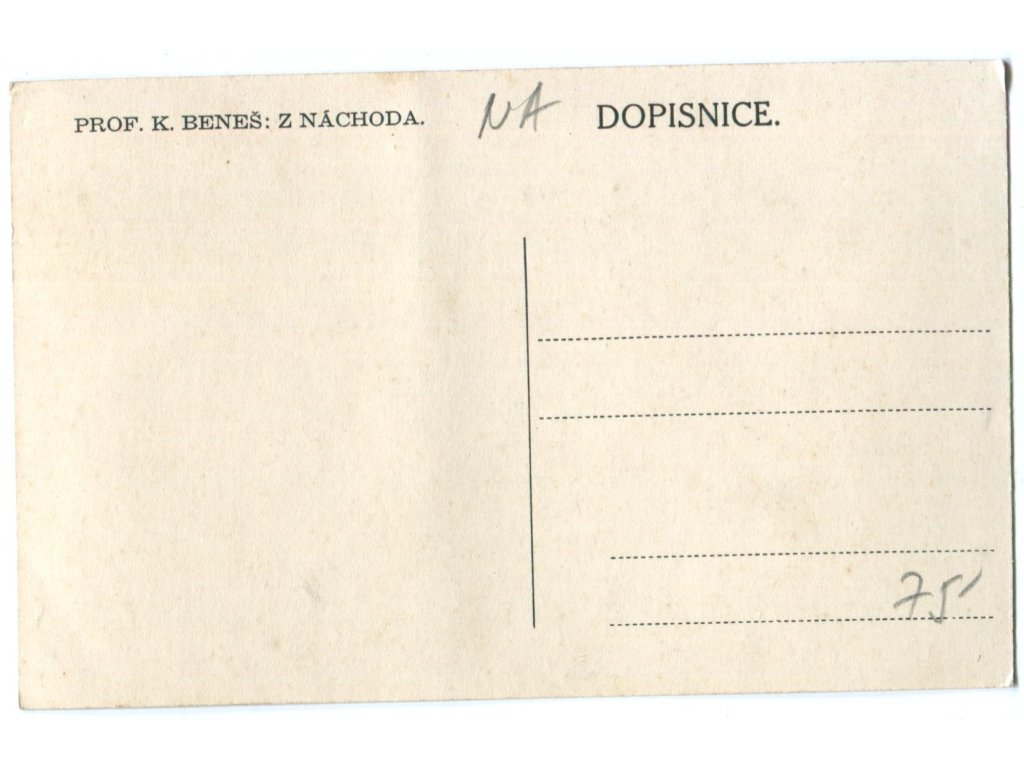 PROF. K. BENEŠ: Z NÁCHODA.
NA
DOPISNICE.
75